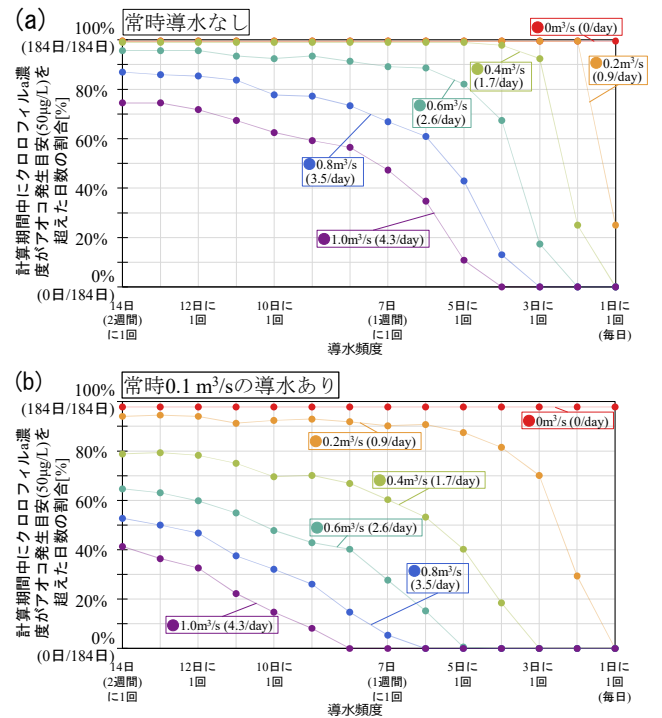 (a)
常時導水なし
計算期間中にクロロフィルa濃
度がアオコ発生目安(50μg/L)を
超えた日数の割合[%]
100%
(184日/184日)
80%
60%
40%
20%
0%
(0日/184日)
0m³/s (0/day)
0.2m³/s
(0.9/day)
0.4m³/s
(1.7/day)
0.6m³/s
(2.6/day)
0.8m³/s
(3.5/day)
1.0m³/s (4.3/day)
14日
(2週間)
に1回
12日に
1回
10日に
1回
7日
(1週間)
に1回
5日に
1回
3日に
1回
1日に
1回
(毎日)
導水頻度
(b)
常時0.1 m³/sの導水あり
計算期間中にクロロフィルa濃
度がアオコ発生目安(50μg/L)を
超えた日数の割合[%]
100%
(184日/184日)
80%
60%
40%
20%
0%
(0日/184日)
0m³/s (0/day)
0.2m³/s (0.9/day)
0.4m³/s (1.7/day)
0.6m³/s (2.6/day)
0.8m³/s
(3.5/day)
1.0m³/s (4.3/day)
14日
(2週間)
に1回
12日に
1回
10日に
1回
7日
(1週間)
に1回
5日に
1回
3日に
1回
1日に
1回
(毎日)
導水頻度